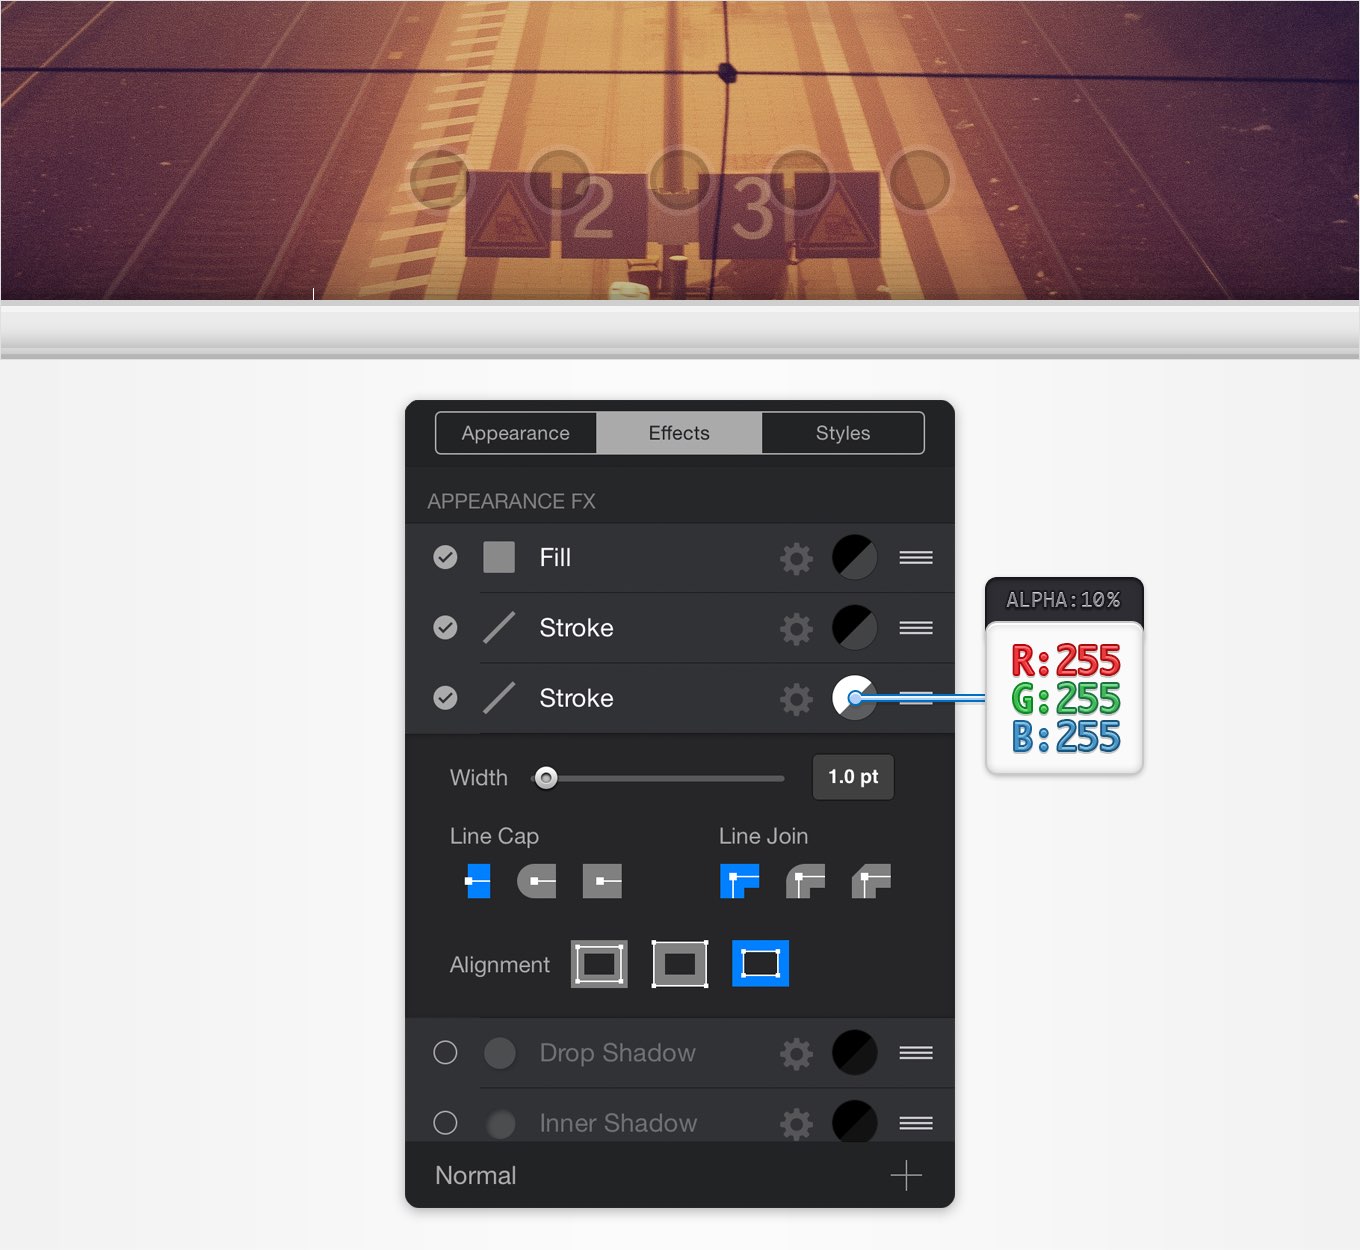 2 3
Appearance Effects Styles
APPEARANCE FX
Fill
Stroke
ALPHA:10%
R:255
G:255
B:255
Stroke
Width 1.0 pt
Line Cap Line Join
Alignment
Drop Shadow
Inner Shadow
Normal